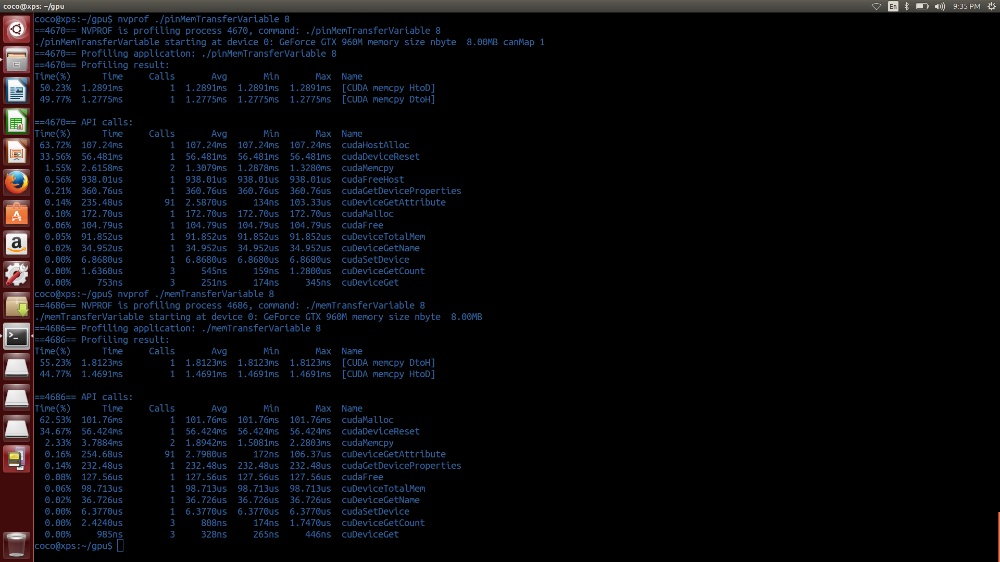 coco@xps: ~/gpu
En
9:35 PM
coco@xps:~/gpu$ nvprof ./pinMemTransferVariable 8
==4670== NVPROF is profiling process 4670, command: ./pinMemTransferVariable 8
./pinMemTransferVariable starting at device 0: GeForce GTX 960M memory size nbyte  8.00MB canMap 1
==4670== Profiling application: ./pinMemTransferVariable 8
==4670== Profiling result:
Time(%)      Time     Calls       Avg       Min       Max  Name
 50.23%  1.2891ms         1  1.2891ms  1.2891ms  1.2891ms  [CUDA memcpy HtoD]
 49.77%  1.2775ms         1  1.2775ms  1.2775ms  1.2775ms  [CUDA memcpy DtoH]

==4670== API calls:
Time(%)      Time     Calls       Avg       Min       Max  Name
 63.72%  107.24ms         1  107.24ms  107.24ms  107.24ms  cudaHostAlloc
 33.56%  56.481ms         1  56.481ms  56.481ms  56.481ms  cudaDeviceReset
  1.55%  2.6158ms         2  1.3079ms  1.2878ms  1.3280ms  cudaMemcpy
  0.56%  938.01us         1  938.01us  938.01us  938.01us  cudaFreeHost
  0.21%  360.76us         1  360.76us  360.76us  360.76us  cudaGetDeviceProperties
  0.14%  235.48us        91  2.5870us     134ns  103.33us  cuDeviceGetAttribute
  0.10%  172.70us         1  172.70us  172.70us  172.70us  cudaMalloc
  0.06%  104.79us         1  104.79us  104.79us  104.79us  cudaFree
  0.05%  91.852us         1  91.852us  91.852us  91.852us  cuDeviceTotalMem
  0.02%  34.952us         1  34.952us  34.952us  34.952us  cuDeviceGetName
  0.00%  6.8680us         1  6.8680us  6.8680us  6.8680us  cudaSetDevice
  0.00%  1.6360us         3     545ns     159ns  1.2800us  cuDeviceGetCount
  0.00%     753ns         3     251ns     174ns     345ns  cuDeviceGet
coco@xps:~/gpu$ nvprof ./memTransferVariable 8
==4686== NVPROF is profiling process 4686, command: ./memTransferVariable 8
./memTransferVariable starting at device 0: GeForce GTX 960M memory size nbyte  8.00MB
==4686== Profiling application: ./memTransferVariable 8
==4686== Profiling result:
Time(%)      Time     Calls       Avg       Min       Max  Name
 55.23%  1.8123ms         1  1.8123ms  1.8123ms  1.8123ms  [CUDA memcpy DtoH]
 44.77%  1.4691ms         1  1.4691ms  1.4691ms  1.4691ms  [CUDA memcpy HtoD]

==4686== API calls:
Time(%)      Time     Calls       Avg       Min       Max  Name
 62.53%  101.76ms         1  101.76ms  101.76ms  101.76ms  cudaMalloc
 34.67%  56.424ms         1  56.424ms  56.424ms  56.424ms  cudaDeviceReset
  2.33%  3.7884ms         2  1.8942ms  1.5081ms  2.2803ms  cudaMemcpy
  0.16%  254.68us        91  2.7980us     172ns  106.37us  cuDeviceGetAttribute
  0.14%  232.48us         1  232.48us  232.48us  232.48us  cudaGetDeviceProperties
  0.08%  127.56us         1  127.56us  127.56us  127.56us  cudaFree
  0.06%  98.713us         1  98.713us  98.713us  98.713us  cuDeviceTotalMem
  0.02%  36.726us         1  36.726us  36.726us  36.726us  cuDeviceGetName
  0.00%  6.3770us         1  6.3770us  6.3770us  6.3770us  cudaSetDevice
  0.00%  2.4240us         3     808ns     174ns  1.7470us  cuDeviceGetCount
  0.00%     985ns         3     328ns     265ns     446ns  cuDeviceGet
coco@xps:~/gpu$